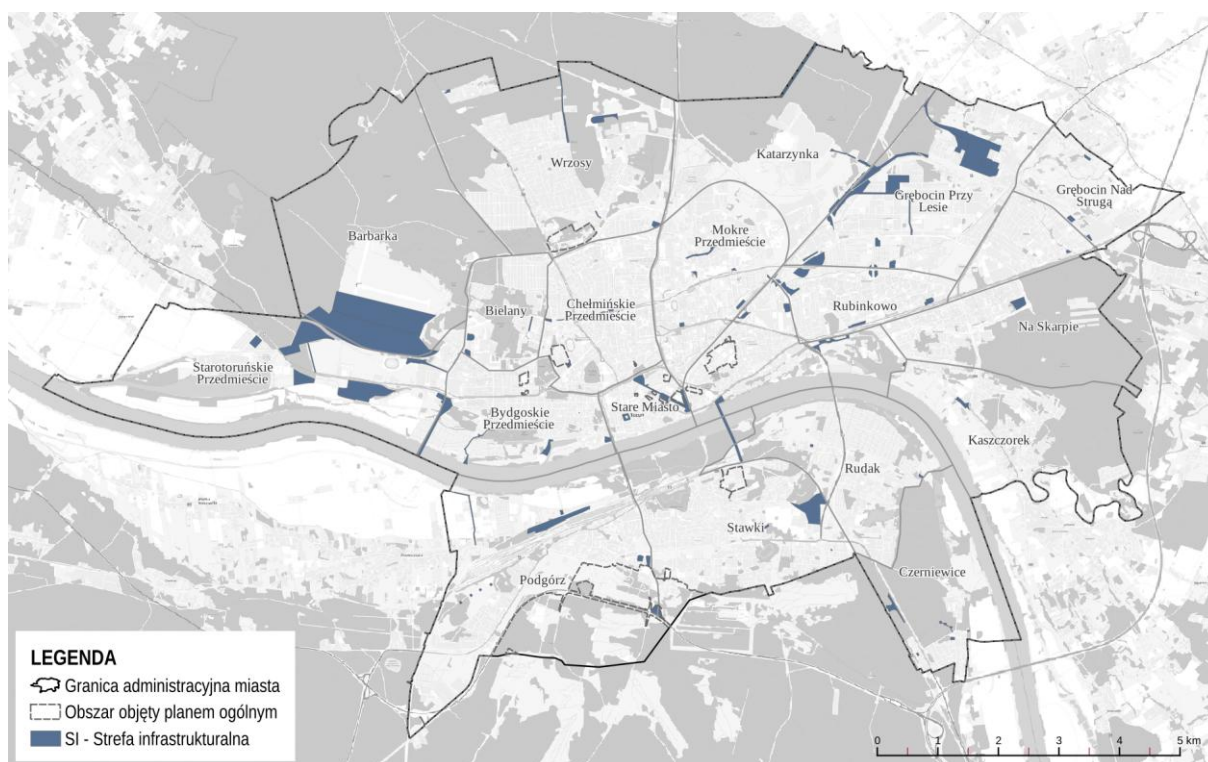 Wrzosy
Katarzynka
Grębocin Przy
Lesie
Grębocin Nad
Strugą
Barbarka
Mokre
Przedmieście
Bielany
Chełmińskie
Przedmieście
Rubinkowo
Na Skarpie
Starotoruńskie
Przedmieście
Bydgoskie
Przedmieście
Stare Miasto
Kaszczorek
Rudak
Stawki
Czerniewice
Podgórz
LEGENDA
Granica administracyjna miasta
Obszar objęty planem ogólnym
SI - Strefa infrastrukturalna
0 1 2 3 4 5 km